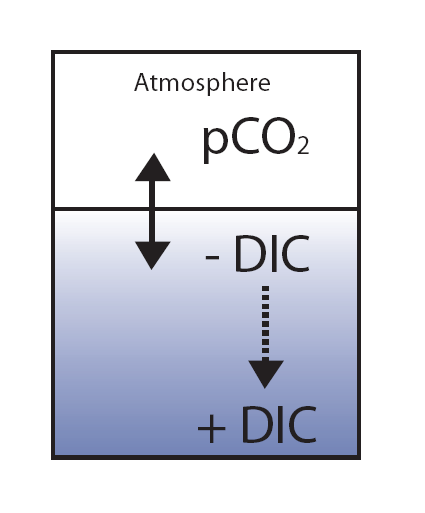 Atmosphere
pCO₂
- DIC
+ DIC